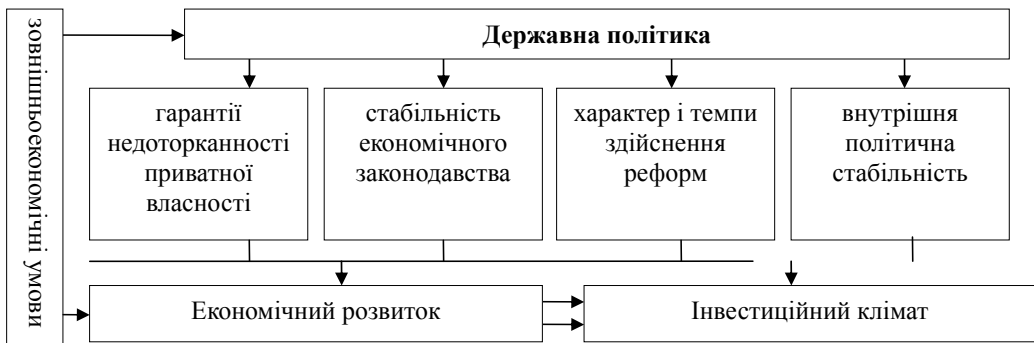 зовнішньоекономічні умови
Державна політика
гарантії
недоторканності
приватної
власності
стабільність
економічного
законодавства
характер і темпи
здійснення
реформ
внутрішня
політична
стабільність
Економічний розвиток
Інвестиційний клімат